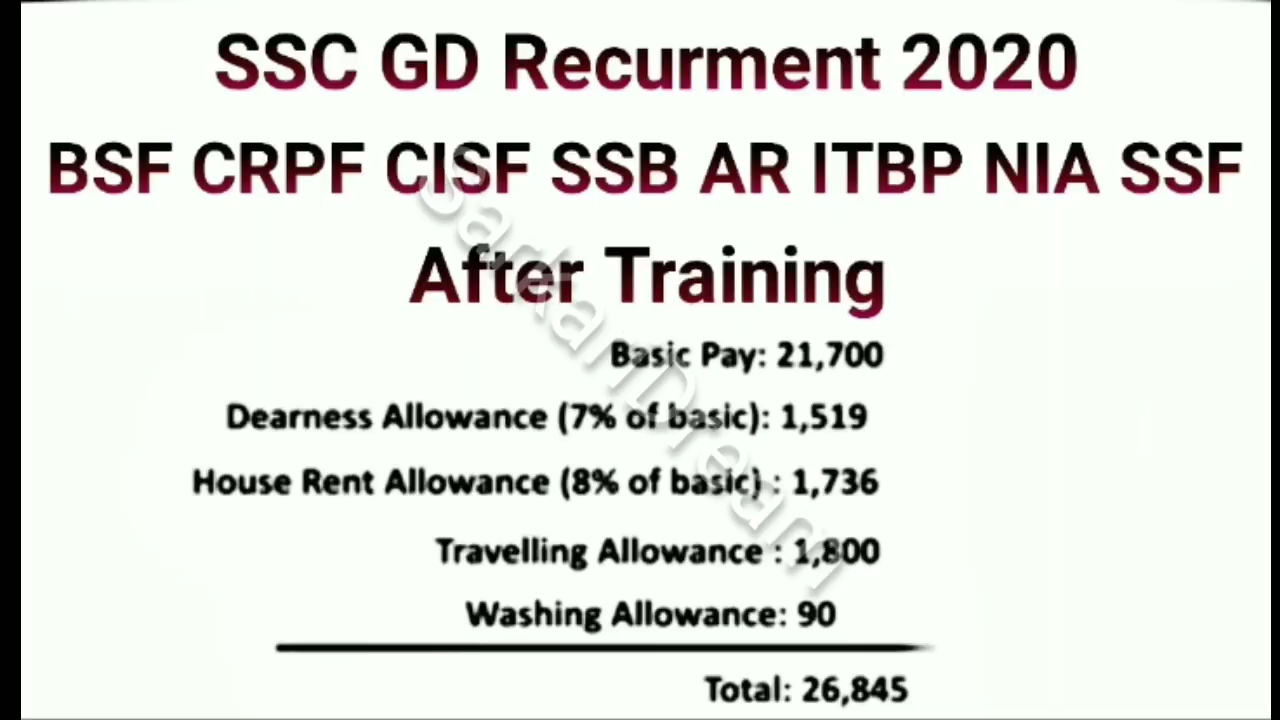 SSC GD Recurment 2020
BSF CRPF CISF SSB AR ITBP NIA SSF
After Training
Basic Pay: 21,700
Dearness Allowance (7% of basic): 1,519
House Rent Allowance (8% of basic) : 1,736
Travelling Allowance : 1,800
Washing Allowance: 90
Total: 26,845
SarkariDream